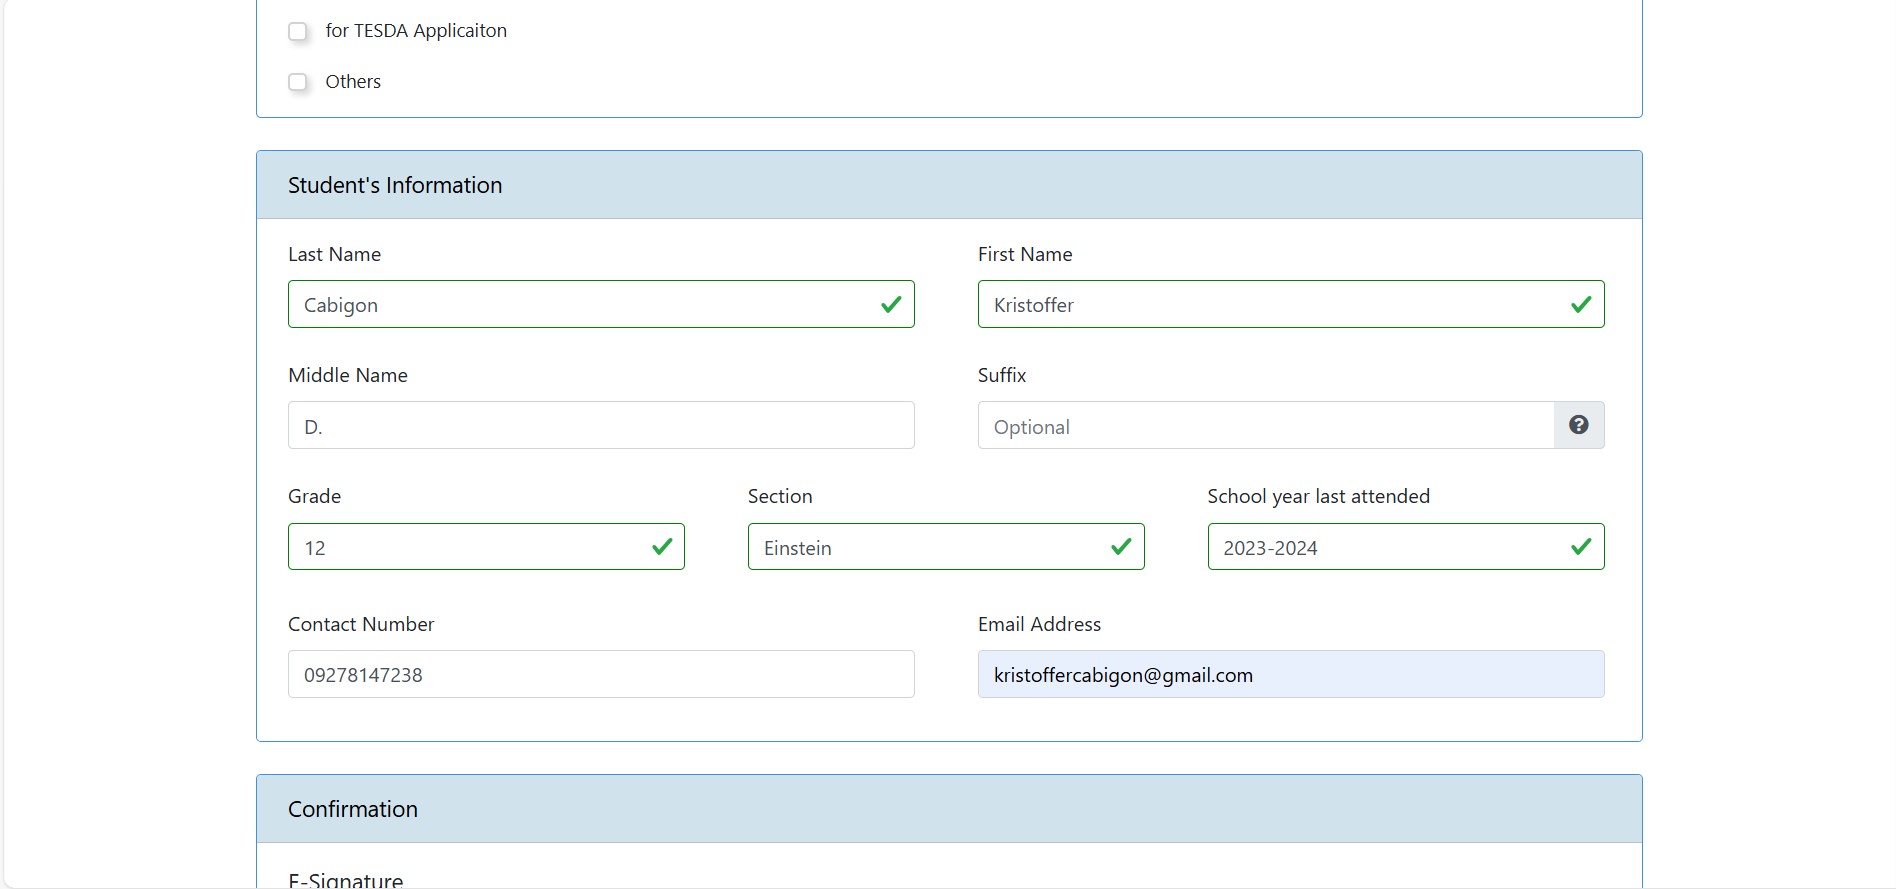 for TESDA Applicaiton
Others
Student's Information
Last Name
First Name
Cabigon
Kristoffer
Middle Name
Suffix
D.
Optional
Grade
Section
School year last attended
12
Einstein
2023-2024
Contact Number
Email Address
09278147238
kristoffercabigon@gmail.com
Confirmation
E-Signature